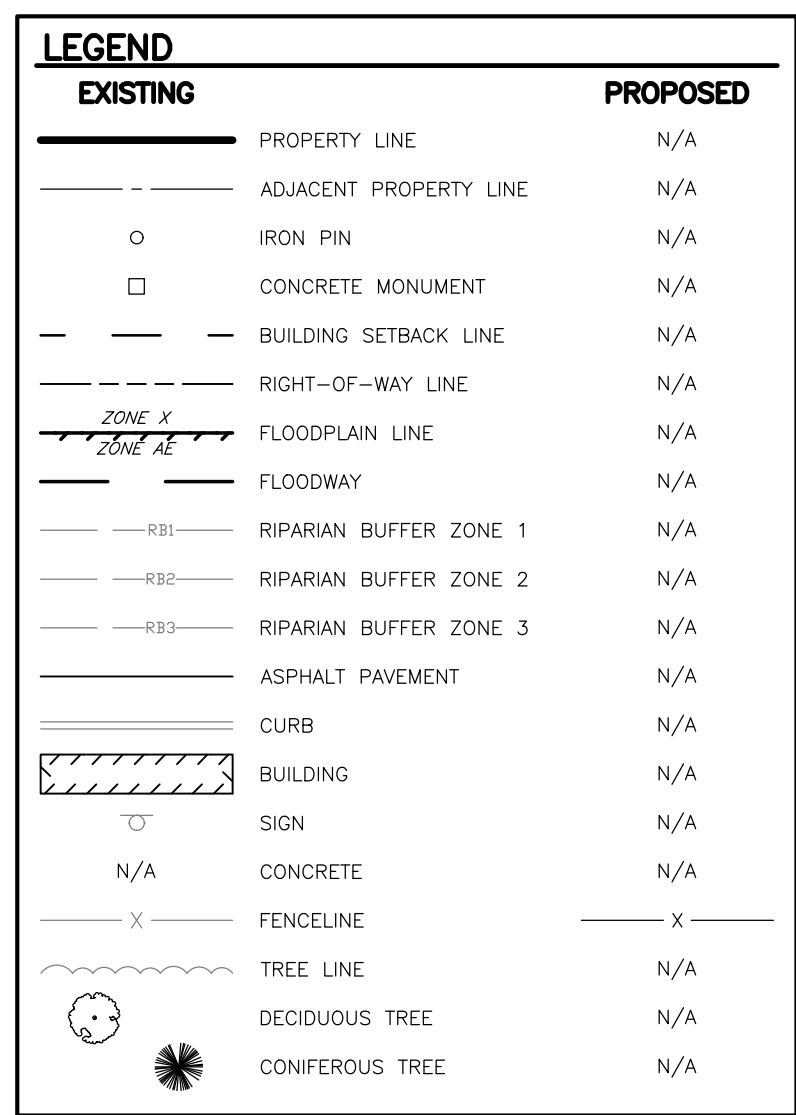 LEGEND
EXISTING PROPOSED
PROPERTY LINE N/A
ADJACENT PROPERTY LINE N/A
IRON PIN N/A
CONCRETE MONUMENT N/A
BUILDING SETBACK LINE N/A
RIGHT-OF-WAY LINE N/A
ZONE X
FLOODPLAIN LINE N/A
ZONE AE
FLOODWAY N/A
RB1 RIPARIAN BUFFER ZONE 1 N/A
RB2 RIPARIAN BUFFER ZONE 2 N/A
RB3 RIPARIAN BUFFER ZONE 3 N/A
ASPHALT PAVEMENT N/A
CURB N/A
BUILDING N/A
SIGN N/A
N/A CONCRETE N/A
X FENCELINE X
TREE LINE N/A
DECIDUOUS TREE N/A
CONIFEROUS TREE N/A